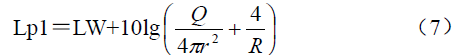 Lp1＝LW+10lg(Q/4πr² + 4/R) （7）